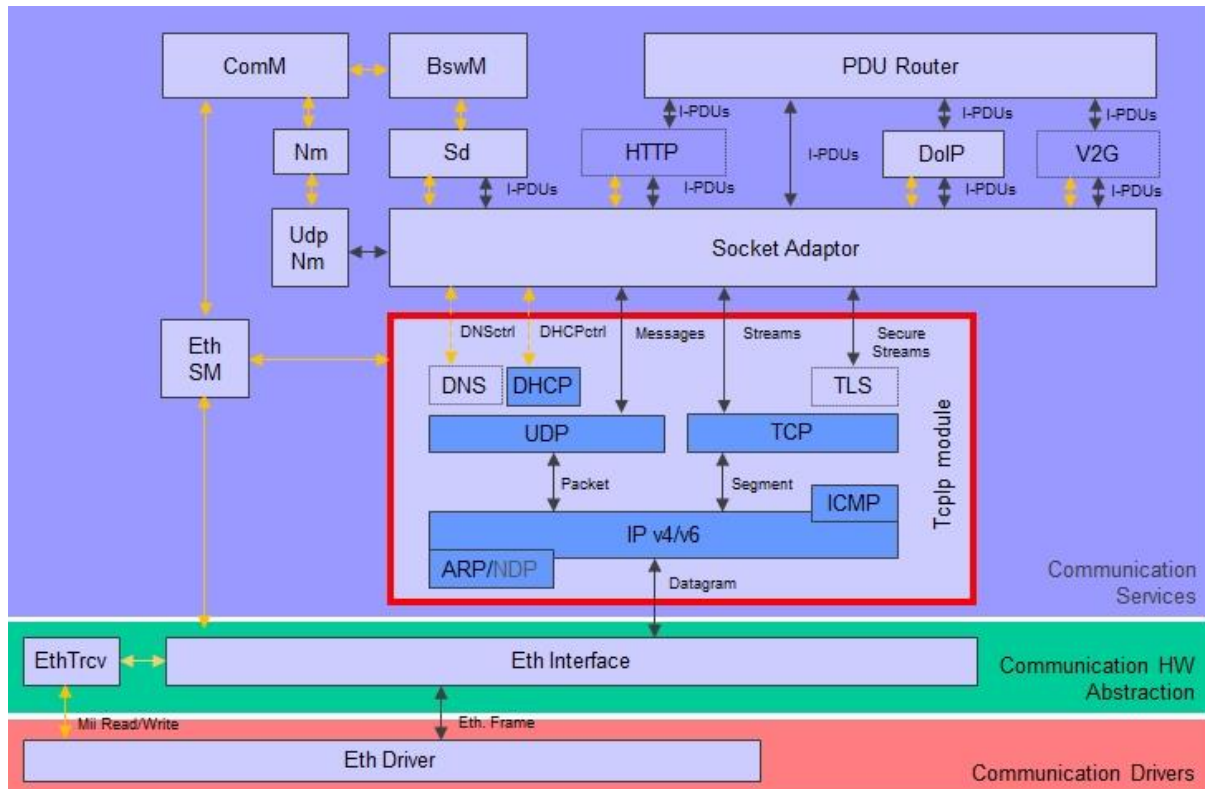 ComM
BswM
PDU Router
I-PDUs
I-PDUs
I-PDUs
Nm
Sd
HTTP
I-PDUs
DoIP
V2G
I-PDUs
I-PDUs
I-PDUs
I-PDUs
Udp
Nm
Socket Adaptor
DNSctrl
DHCPctrl
Messages
Streams
Secure
Streams
Eth
SM
DNS
DHCP
TLS
UDP
TCP
TcpIp module
Packet
Segment
ICMP
IP v4/v6
ARP/NDP
Datagram
Communication
Services
EthTrcv
Eth Interface
Communication HW
Abstraction
Mii Read/Write
Eth. Frame
Eth Driver
Communication Drivers